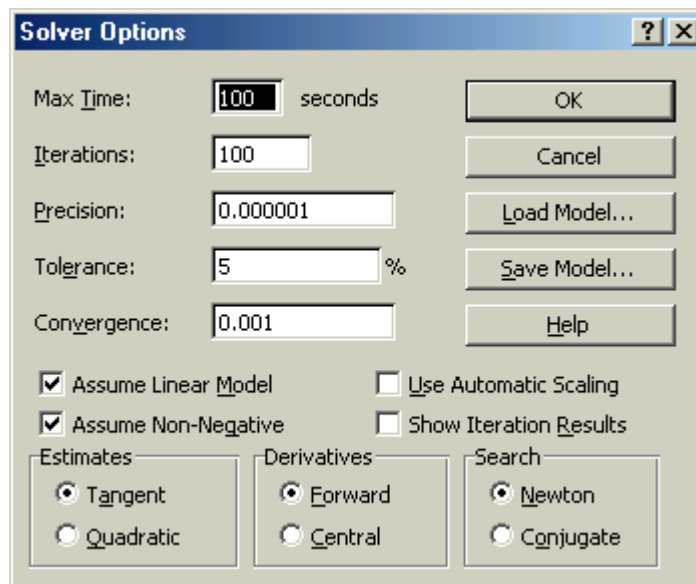 Solver Options
Max Time: 100 seconds OK
Iterations: 100 Cancel
Precision: 0.000001 Load Model...
Tolerance: 5 % Save Model...
Convergence: 0.001 Help
Assume Linear Model Use Automatic Scaling
Assume Non-Negative Show Iteration Results
Estimates Derivatives Search
Tangent Forward Newton
Quadratic Central Conjugate